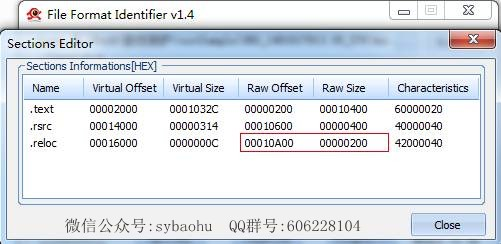 File Format Identifier v1.4
Sections Editor
Sections Informations[HEX]
Name Virtual Offset Virtual Size Raw Offset Raw Size Characteristics
.text 00002000 0001032C 00000200 00010400 60000020
.rsrc 00014000 00000314 00010600 00000400 40000040
.reloc 00016000 0000000C 00010A00 00000200 42000040
微信公众号:sybaohu QQ群号:606228104
Close